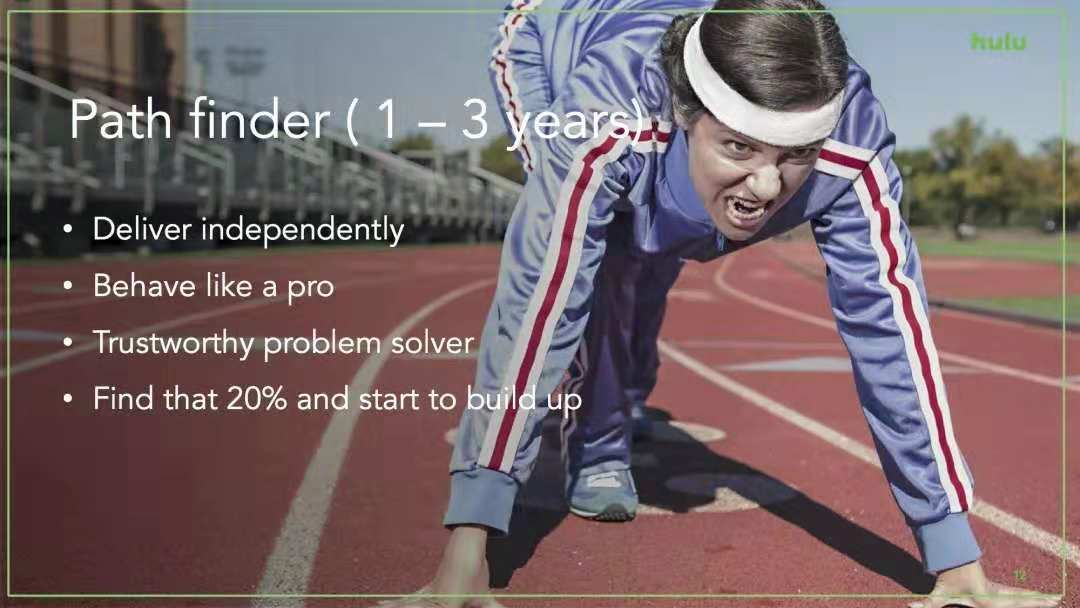 hulu
Path finder ( 1 – 3 years)
• Deliver independently
• Behave like a pro
• Trustworthy problem solver
• Find that 20% and start to build up
12